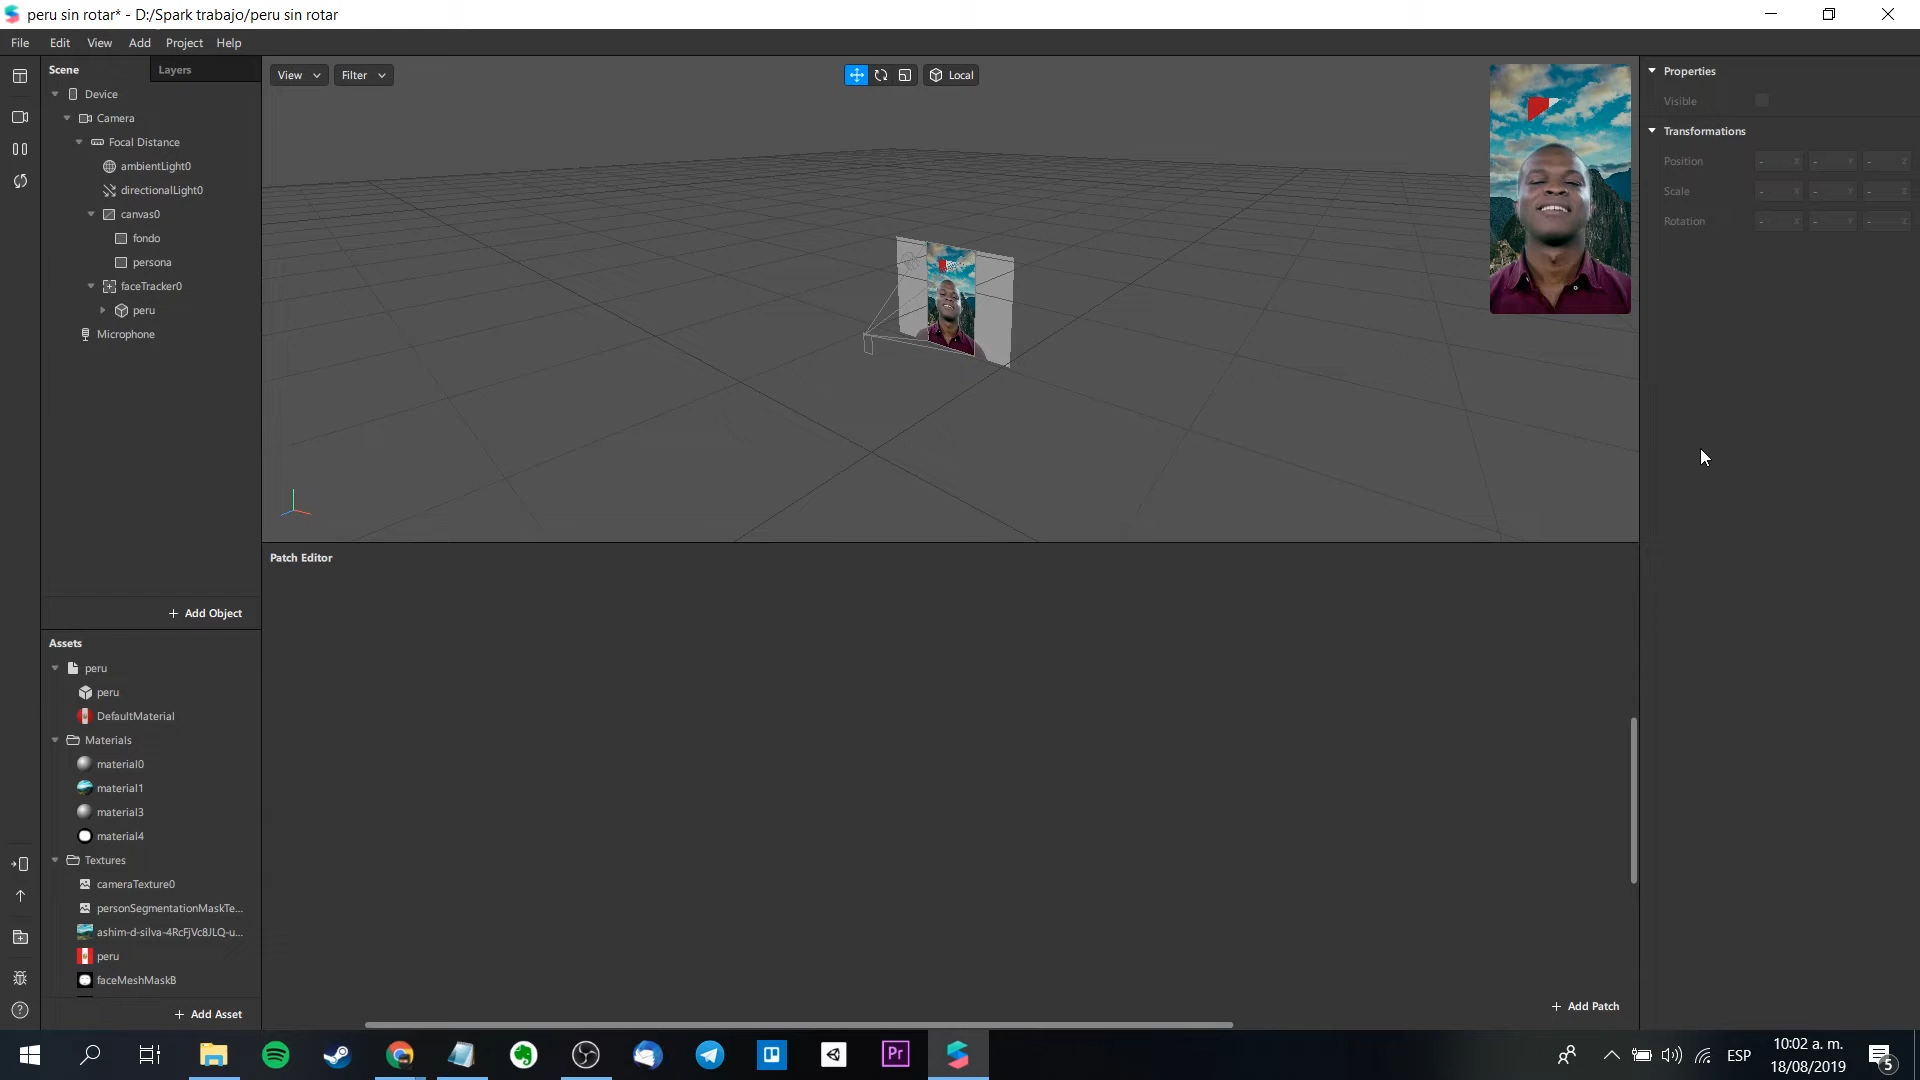 peru sin rotar* - D:/Spark trabajo/peru sin rotar
File Edit View Add Project Help
Scene Layers
Device
Camera
Focal Distance
ambientLight0
directionalLight0
canvas0
fondo
persona
faceTracker0
peru
Microphone
+ Add Object
Assets
peru
peru
DefaultMaterial
Materials
material0
material1
material3
material4
Textures
cameraTexture0
personSegmentationMaskTe...
ashim-d-silva-4RcFjVc8JLQ-u...
peru
faceMeshMaskB
+ Add Asset
View Filter Local
Patch Editor
+ Add Patch
Properties
Visible
Transformations
Position - X - Y - Z
Scale - X - Y - Z
Rotation - X - Y - Z
Pr
ESP
10:02 a. m.
18/08/2019
5